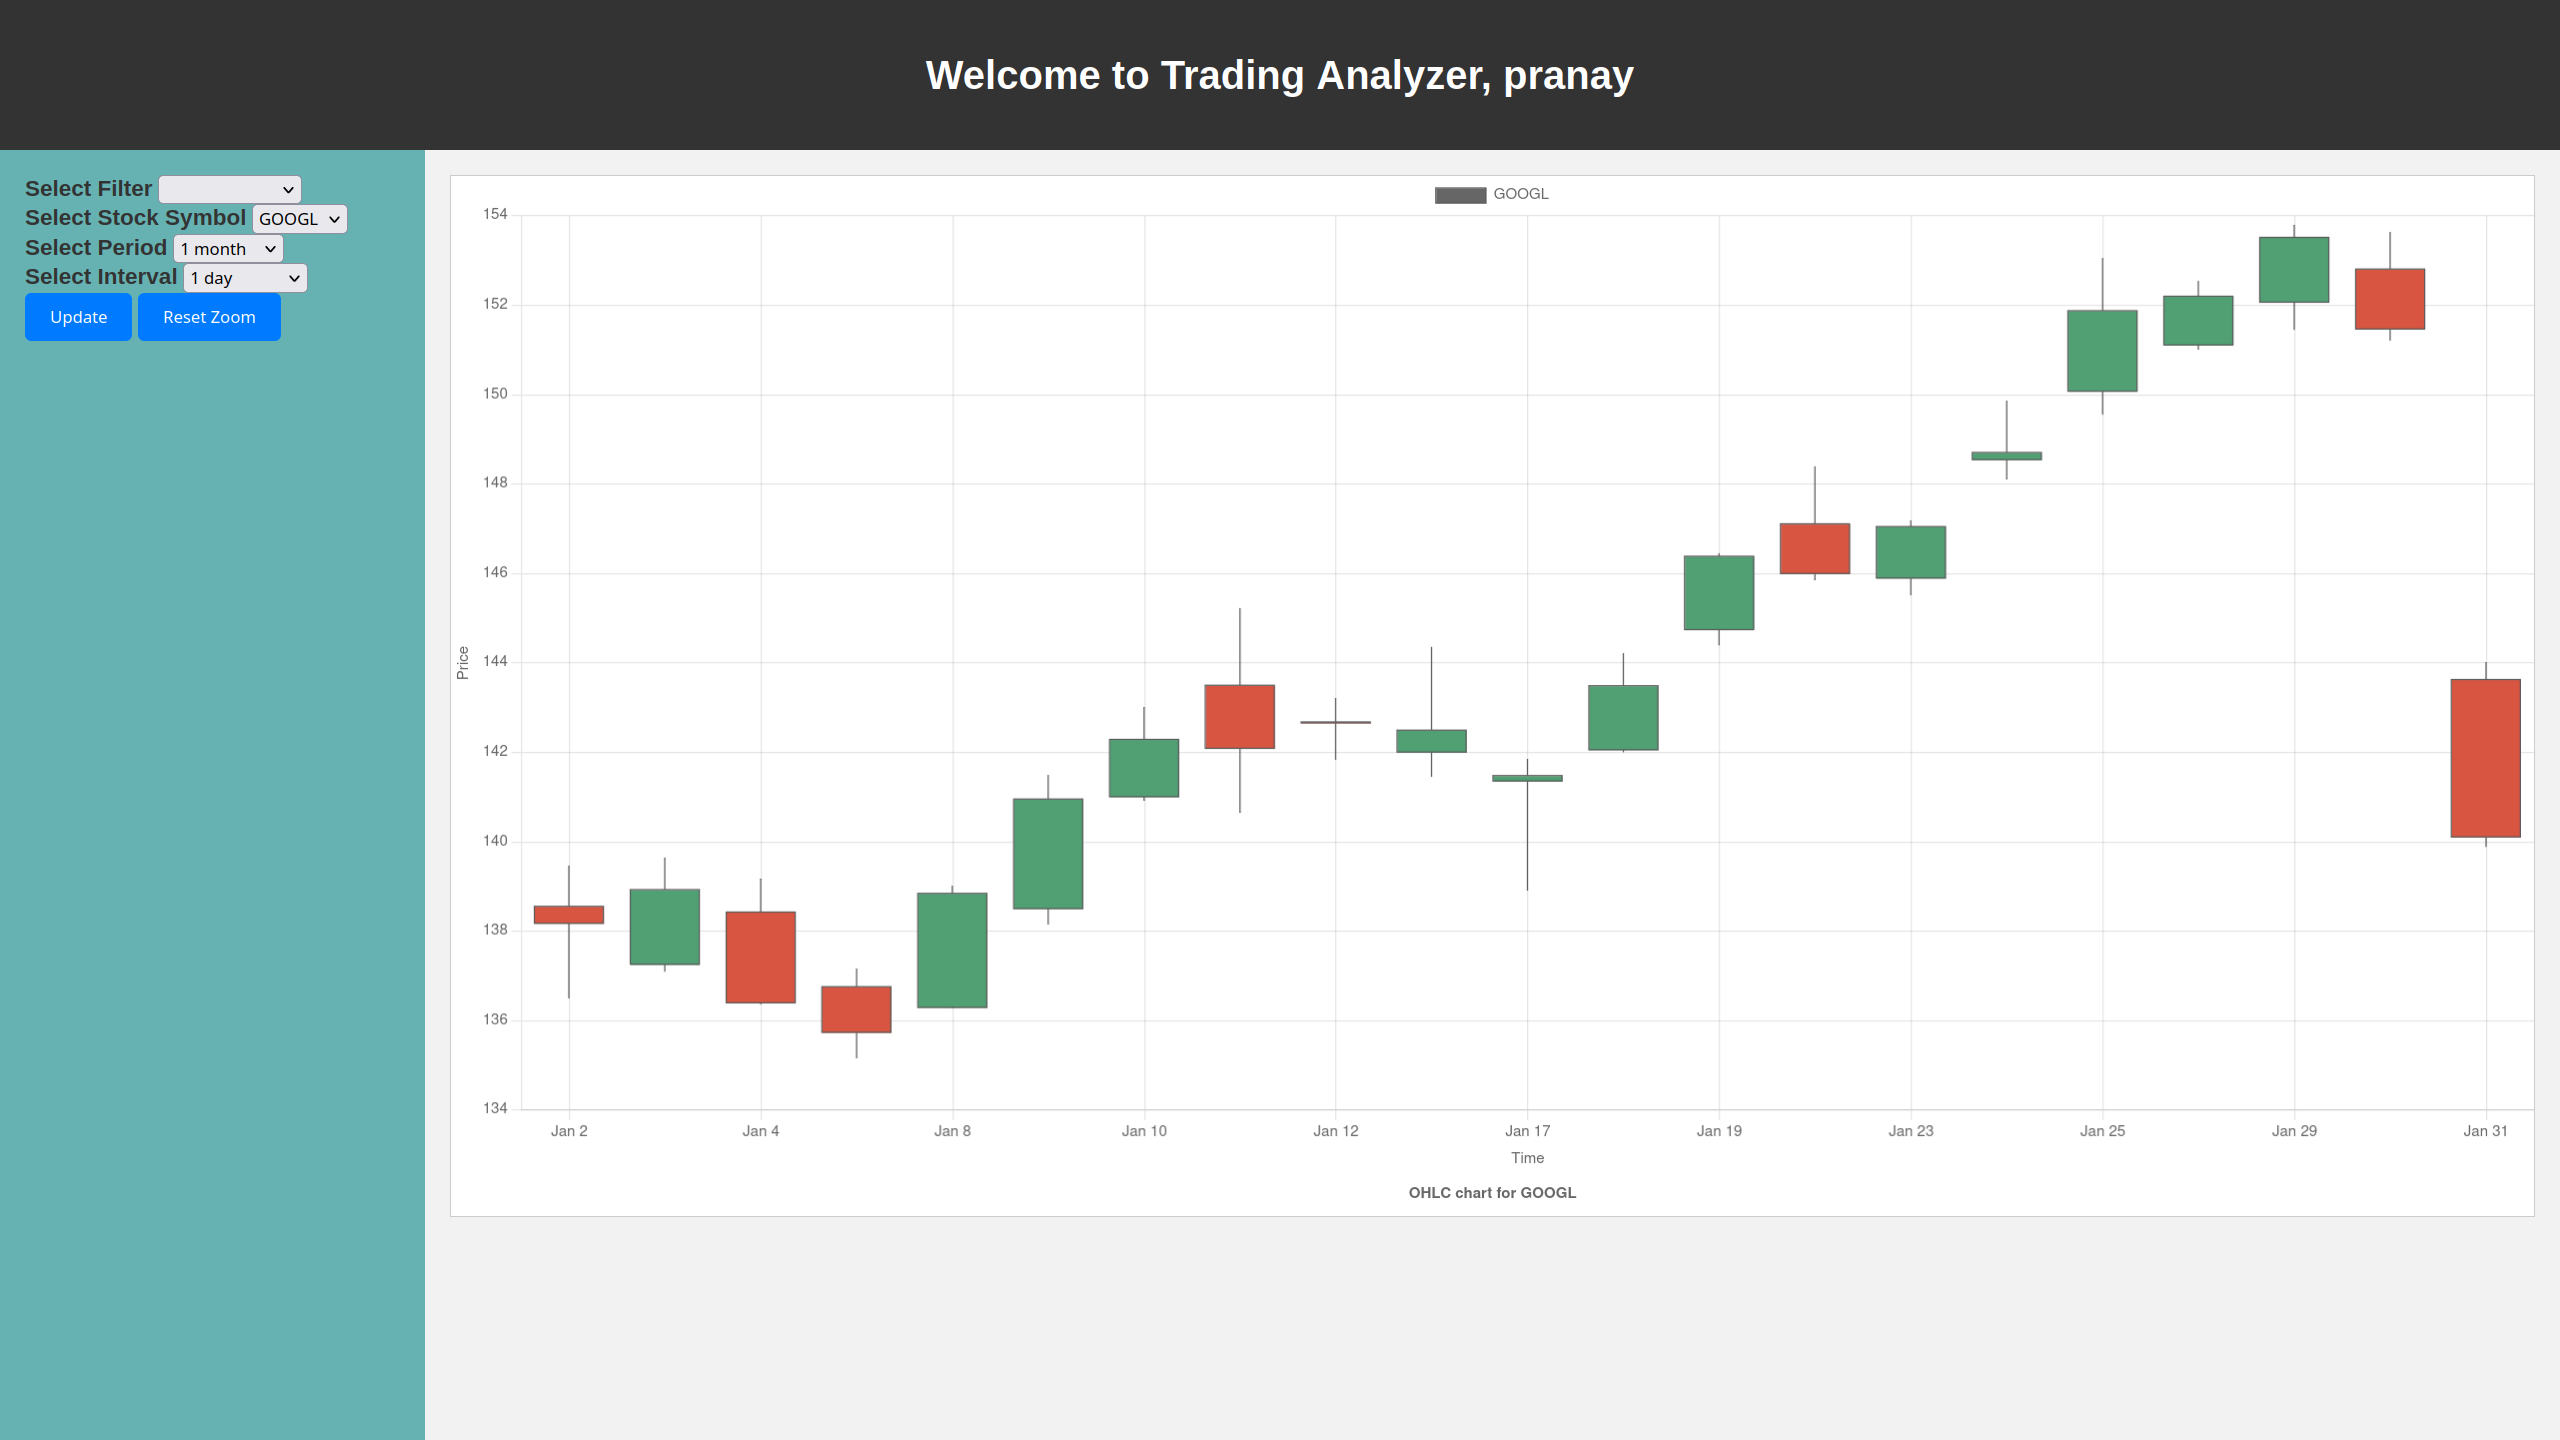 Welcome to Trading Analyzer, pranay
Select Filter
Select Stock Symbol GOOGL
Select Period 1 month
Select Interval 1 day
Update Reset Zoom
GOOGL
154
152
150
148
146
144
142
140
138
136
134
Price
Jan 2 Jan 4 Jan 8 Jan 10 Jan 12 Jan 17 Jan 19 Jan 23 Jan 25 Jan 29 Jan 31
Time
OHLC chart for GOOGL